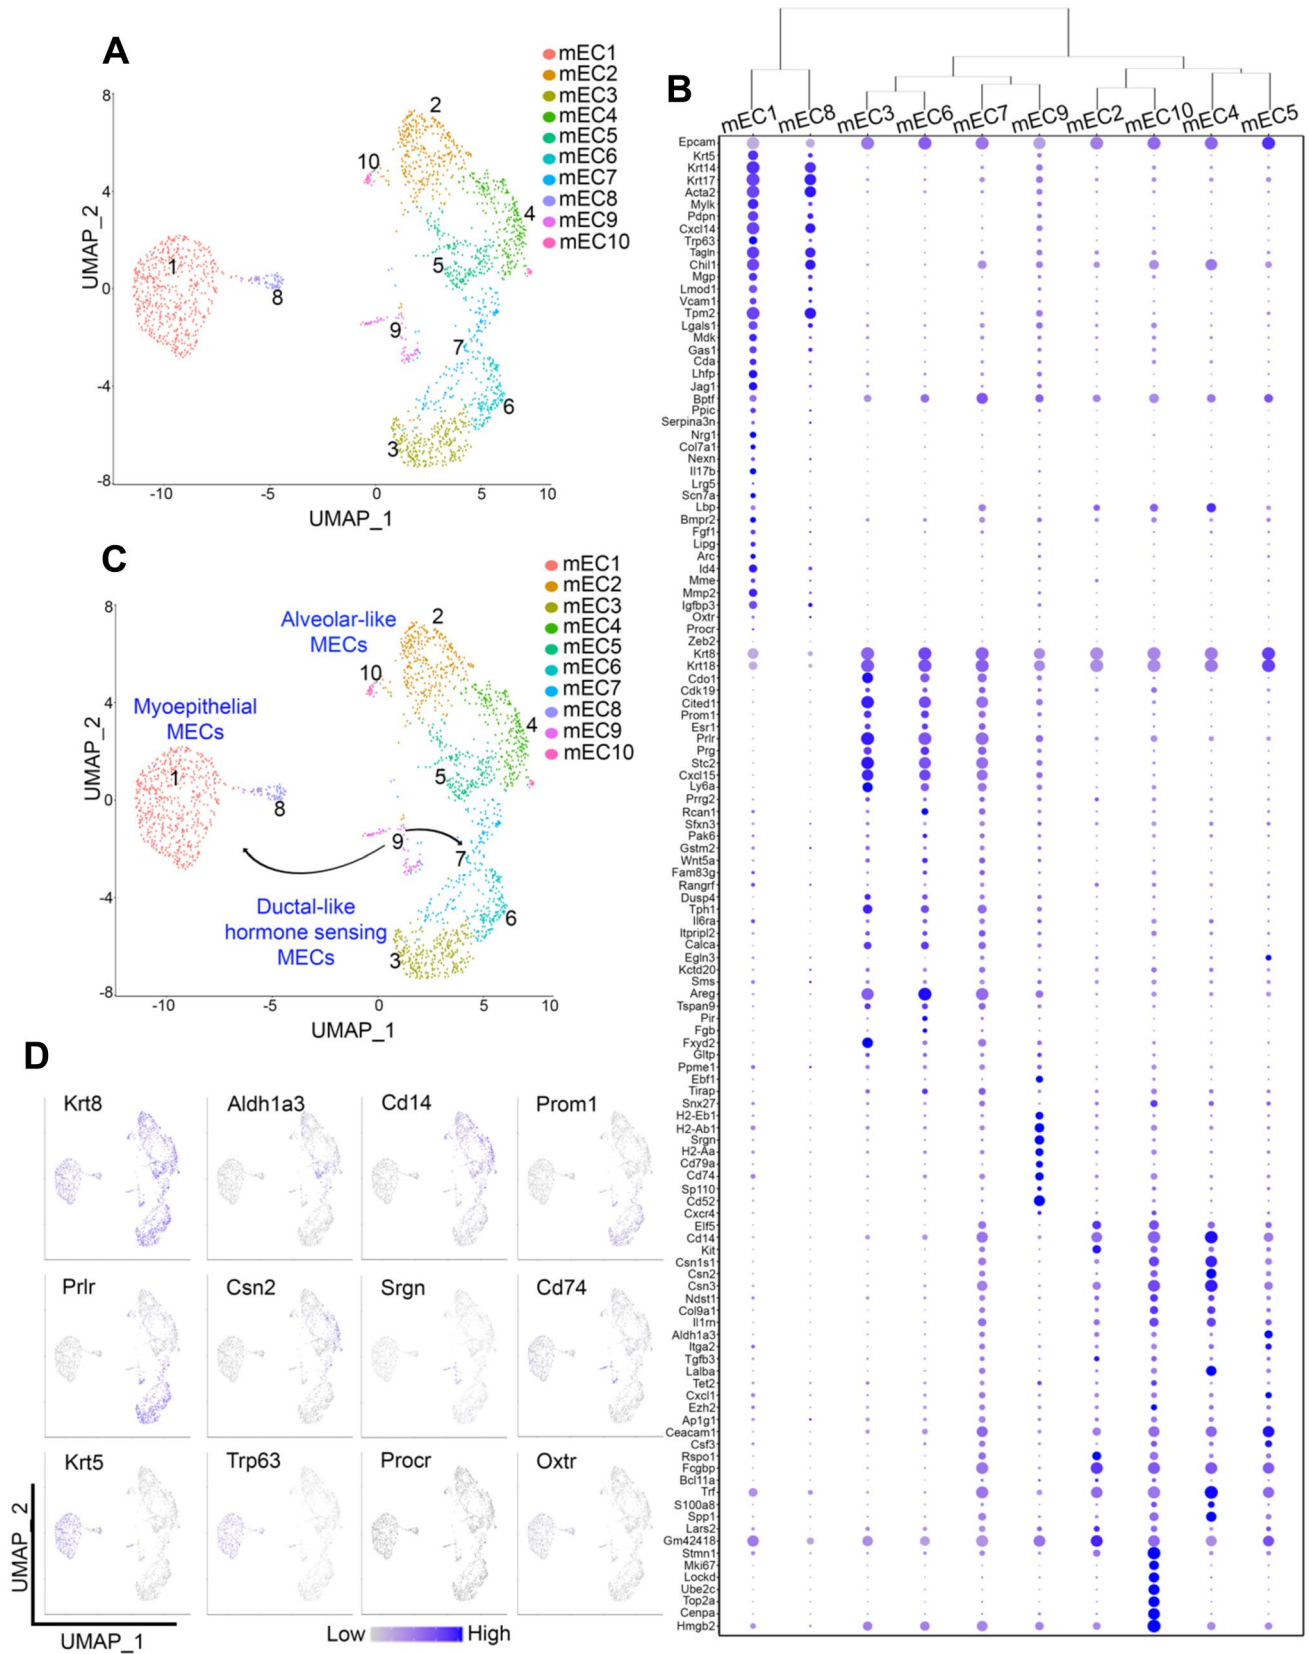 A
mEC1
mEC2
mEC3
mEC4
mEC5
mEC6
mEC7
mEC8
mEC9
mEC10
8
4
0
-4
-8
UMAP_2
-10
-5
0
5
10
UMAP_1
1
2
3
4
5
6
7
8
9
10
B
mEC1
mEC8
mEC3
mEC6
mEC7
mEC9
mEC2
mEC10
mEC4
mEC5
Epcam
Krt5
Krt14
Krt17
Acta2
Mylk
Pdpn
Cxcl14
Trp63
Tagln
Chil1
Mgp
Lmod1
Vcam1
Tpm2
Lgals1
Mdk
Gas1
Cda
Lhfp
Jag1
Bptf
Ppic
Serpina3n
Nrg1
Col7a1
Nexn
Il17b
Lrg5
Scn7a
Lbp
Bmpr2
Fgf1
Lipg
Arc
Id4
Mme
Mmp2
Igfbp3
Oxtr
Procr
Zeb2
Krt8
Krt18
Cdo1
Cdk19
Cited1
Prom1
Esr1
Prlr
Prg
Stc2
Cxcl15
Ly6a
Prrg2
Rcan1
Sfxn3
Pak6
Gstm2
Wnt5a
Fam83g
Rangrf
Dusp4
Tph1
Il6ra
Itpripl2
Calca
Egln3
Kctd20
Sms
Areg
Tspan9
Pir
Fgb
Fxyd2
Gltp
Ppme1
Ebf1
Tirap
Snx27
H2-Eb1
H2-Ab1
Srgn
H2-Aa
Cd79a
Cd74
Sp110
Cd52
Cxcr4
Elf5
Cd14
Kit
Csn1s1
Csn2
Csn3
Ndst1
Col9a1
Il1rn
Aldh1a3
Itga2
Tgfb3
Lalba
Tet2
Cxcl1
Ezh2
Ap1g1
Ceacam1
Csf3
Rspo1
Fcgbp
Bcl11a
Trf
S100a8
Spp1
Lars2
Gm42418
Stmn1
Mki67
Lockd
Ube2c
Top2a
Cenpa
Hmgb2
C
mEC1
mEC2
mEC3
mEC4
mEC5
mEC6
mEC7
mEC8
mEC9
mEC10
8
4
0
-4
-8
UMAP_2
-10
-5
0
5
10
UMAP_1
Alveolar-like
MECs
Myoepithelial
MECs
Ductal-like
hormone sensing
MECs
1
2
3
4
5
6
7
8
9
10
D
Krt8
Aldh1a3
Cd14
Prom1
Prlr
Csn2
Srgn
Cd74
Krt5
Trp63
Procr
Oxtr
UMAP_2
UMAP_1
Low
High